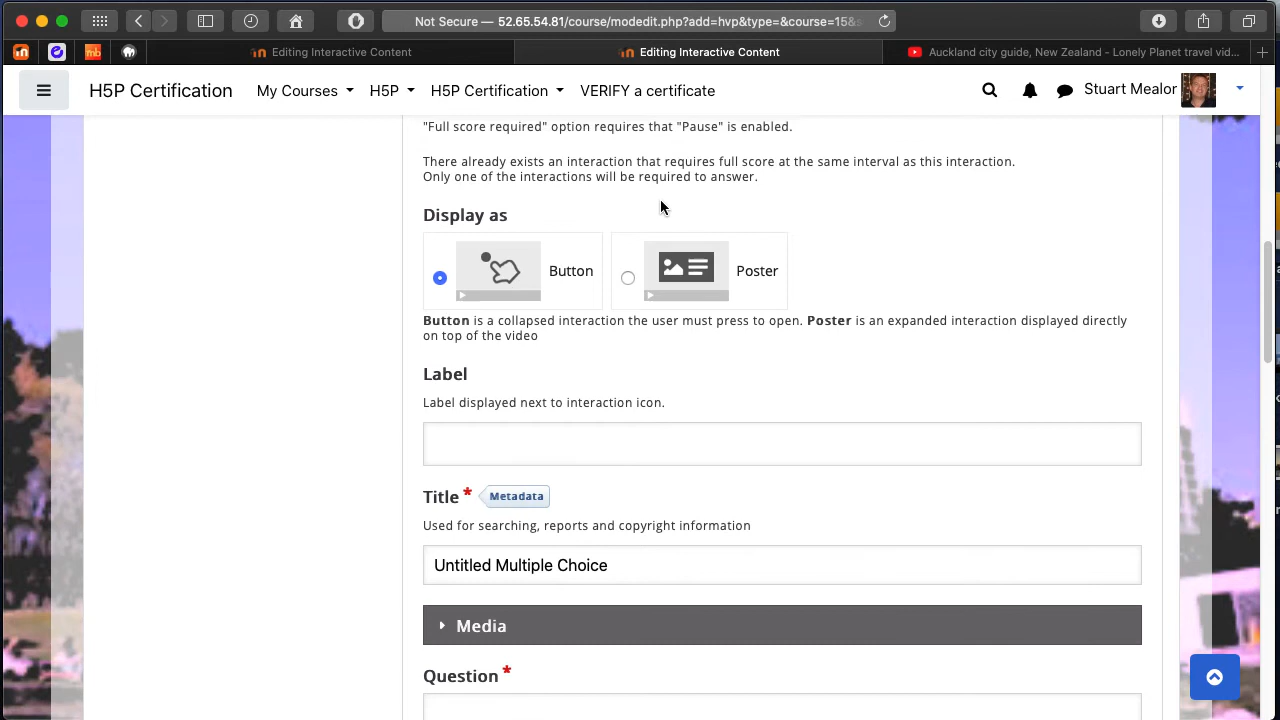 Not Secure — 52.65.54.81/course/modedit.php?add=hvp&type=&course=15&s
Editing Interactive Content
Editing Interactive Content
Auckland city guide, New Zealand - Lonely Planet travel vid...
H5P Certification
My Courses
H5P
H5P Certification
VERIFY a certificate
Stuart Mealor
"Full score required" option requires that "Pause" is enabled.
There already exists an interaction that requires full score at the same interval as this interaction.
Only one of the interactions will be required to answer.
Display as
Button
Poster
Button is a collapsed interaction the user must press to open. Poster is an expanded interaction displayed directly
on top of the video
Label
Label displayed next to interaction icon.
Title *
Metadata
Used for searching, reports and copyright information
Untitled Multiple Choice
Media
Question *